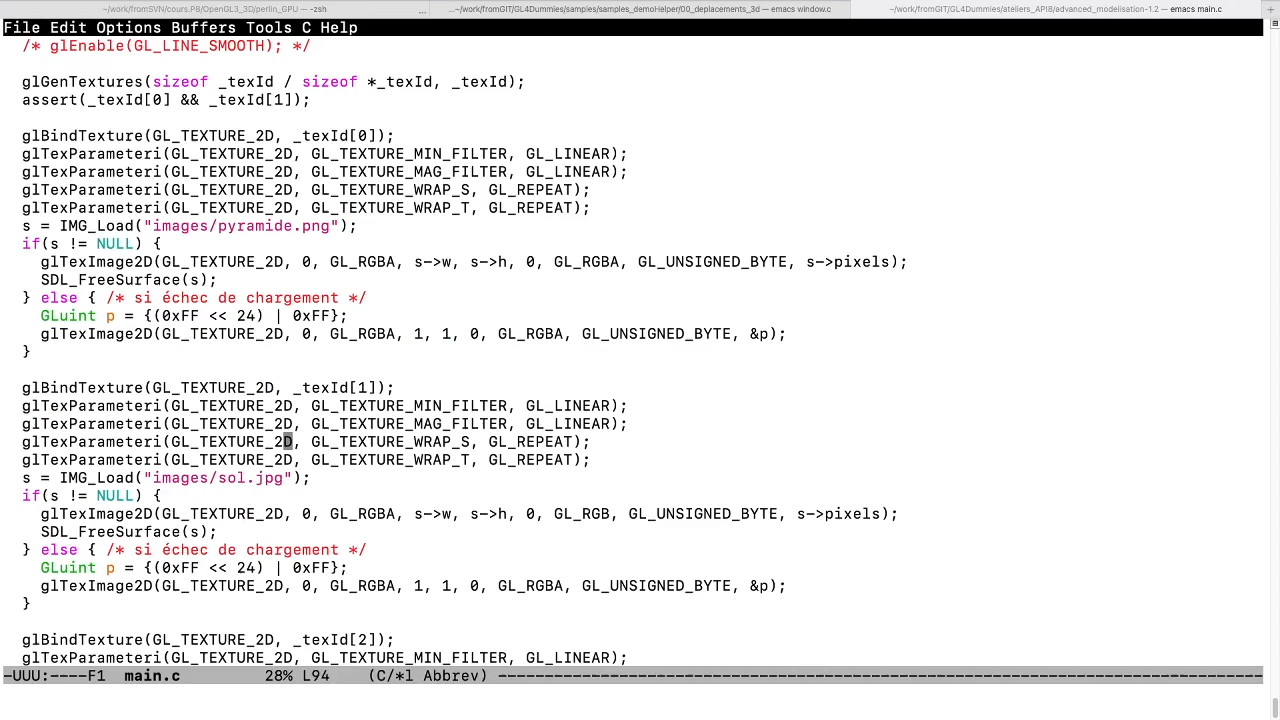 ~/work/fromSVN/cours.P8/OpenGL3_3D/perlin_GPU — -zsh ... ...~/work/fromGIT/GL4Dummies/samples/samples_demoHelper/00_deplacements_3d — emacs window.c ~/work/fromGIT/GL4Dummies/ateliers_API8/advanced_modelisation-1.2 — emacs main.c +
File Edit Options Buffers Tools C Help
  /* glEnable(GL_LINE_SMOOTH); */

  glGenTextures(sizeof _texId / sizeof *_texId, _texId);
  assert(_texId[0] && _texId[1]);

  glBindTexture(GL_TEXTURE_2D, _texId[0]);
  glTexParameteri(GL_TEXTURE_2D, GL_TEXTURE_MIN_FILTER, GL_LINEAR);
  glTexParameteri(GL_TEXTURE_2D, GL_TEXTURE_MAG_FILTER, GL_LINEAR);
  glTexParameteri(GL_TEXTURE_2D, GL_TEXTURE_WRAP_S, GL_REPEAT);
  glTexParameteri(GL_TEXTURE_2D, GL_TEXTURE_WRAP_T, GL_REPEAT);
  s = IMG_Load("images/pyramide.png");
  if(s != NULL) {
    glTexImage2D(GL_TEXTURE_2D, 0, GL_RGBA, s->w, s->h, 0, GL_RGBA, GL_UNSIGNED_BYTE, s->pixels);
    SDL_FreeSurface(s);
  } else { /* si échec de chargement */
    GLuint p = {(0xFF << 24) | 0xFF};
    glTexImage2D(GL_TEXTURE_2D, 0, GL_RGBA, 1, 1, 0, GL_RGBA, GL_UNSIGNED_BYTE, &p);
  }

  glBindTexture(GL_TEXTURE_2D, _texId[1]);
  glTexParameteri(GL_TEXTURE_2D, GL_TEXTURE_MIN_FILTER, GL_LINEAR);
  glTexParameteri(GL_TEXTURE_2D, GL_TEXTURE_MAG_FILTER, GL_LINEAR);
  glTexParameteri(GL_TEXTURE_2D, GL_TEXTURE_WRAP_S, GL_REPEAT);
  glTexParameteri(GL_TEXTURE_2D, GL_TEXTURE_WRAP_T, GL_REPEAT);
  s = IMG_Load("images/sol.jpg");
  if(s != NULL) {
    glTexImage2D(GL_TEXTURE_2D, 0, GL_RGBA, s->w, s->h, 0, GL_RGB, GL_UNSIGNED_BYTE, s->pixels);
    SDL_FreeSurface(s);
  } else { /* si échec de chargement */
    GLuint p = {(0xFF << 24) | 0xFF};
    glTexImage2D(GL_TEXTURE_2D, 0, GL_RGBA, 1, 1, 0, GL_RGBA, GL_UNSIGNED_BYTE, &p);
  }

  glBindTexture(GL_TEXTURE_2D, _texId[2]);
  glTexParameteri(GL_TEXTURE_2D, GL_TEXTURE_MIN_FILTER, GL_LINEAR);
-UUU:----F1  main.c         28% L94    (C/*l Abbrev) ----------------------------------------------------------------------------------